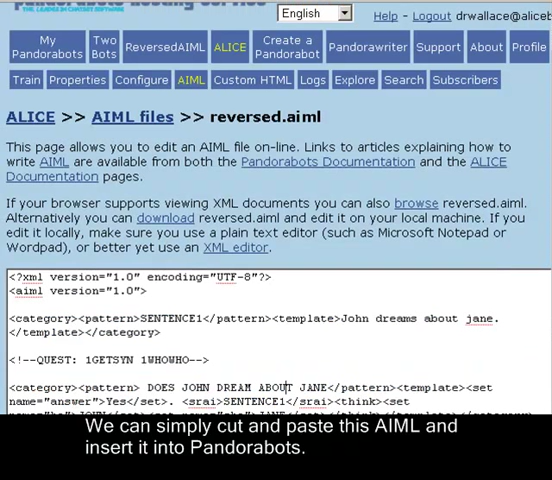 pandorabots hosting service
English Help - Logout drwallace@aliceb
My Pandorabots Two Bots ReversedAIML ALICE Create a Pandorabot Pandorawriter Support About Profile
Train Properties Configure AIML Custom HTML Logs Explore Search Subscribers
ALICE >> AIML files >> reversed.aiml
This page allows you to edit an AIML file on-line. Links to articles explaining how to
write AIML are available from both the Pandorabots Documentation and the ALICE
Documentation pages.
If your browser supports viewing XML documents you can also browse reversed.aiml.
Alternatively you can download reversed.aiml and edit it on your local machine. If you
edit it locally, make sure you use a plain text editor (such as Microsoft Notepad or
Wordpad), or better yet use an XML editor.
<?xml version="1.0" encoding="UTF-8"?>
<aiml version="1.0">
<category><pattern>SENTENCE1</pattern><template>John dreams about jane.
</template></category>
<!--QUEST: 1GETSYN 1WHOWHO-->
<category><pattern> DOES JOHN DREAM ABOUT JANE</pattern><template><set
name="answer">Yes</set>. <srai>SENTENCE1</srai><think><set
We can simply cut and paste this AIML and
insert it into Pandorabots.